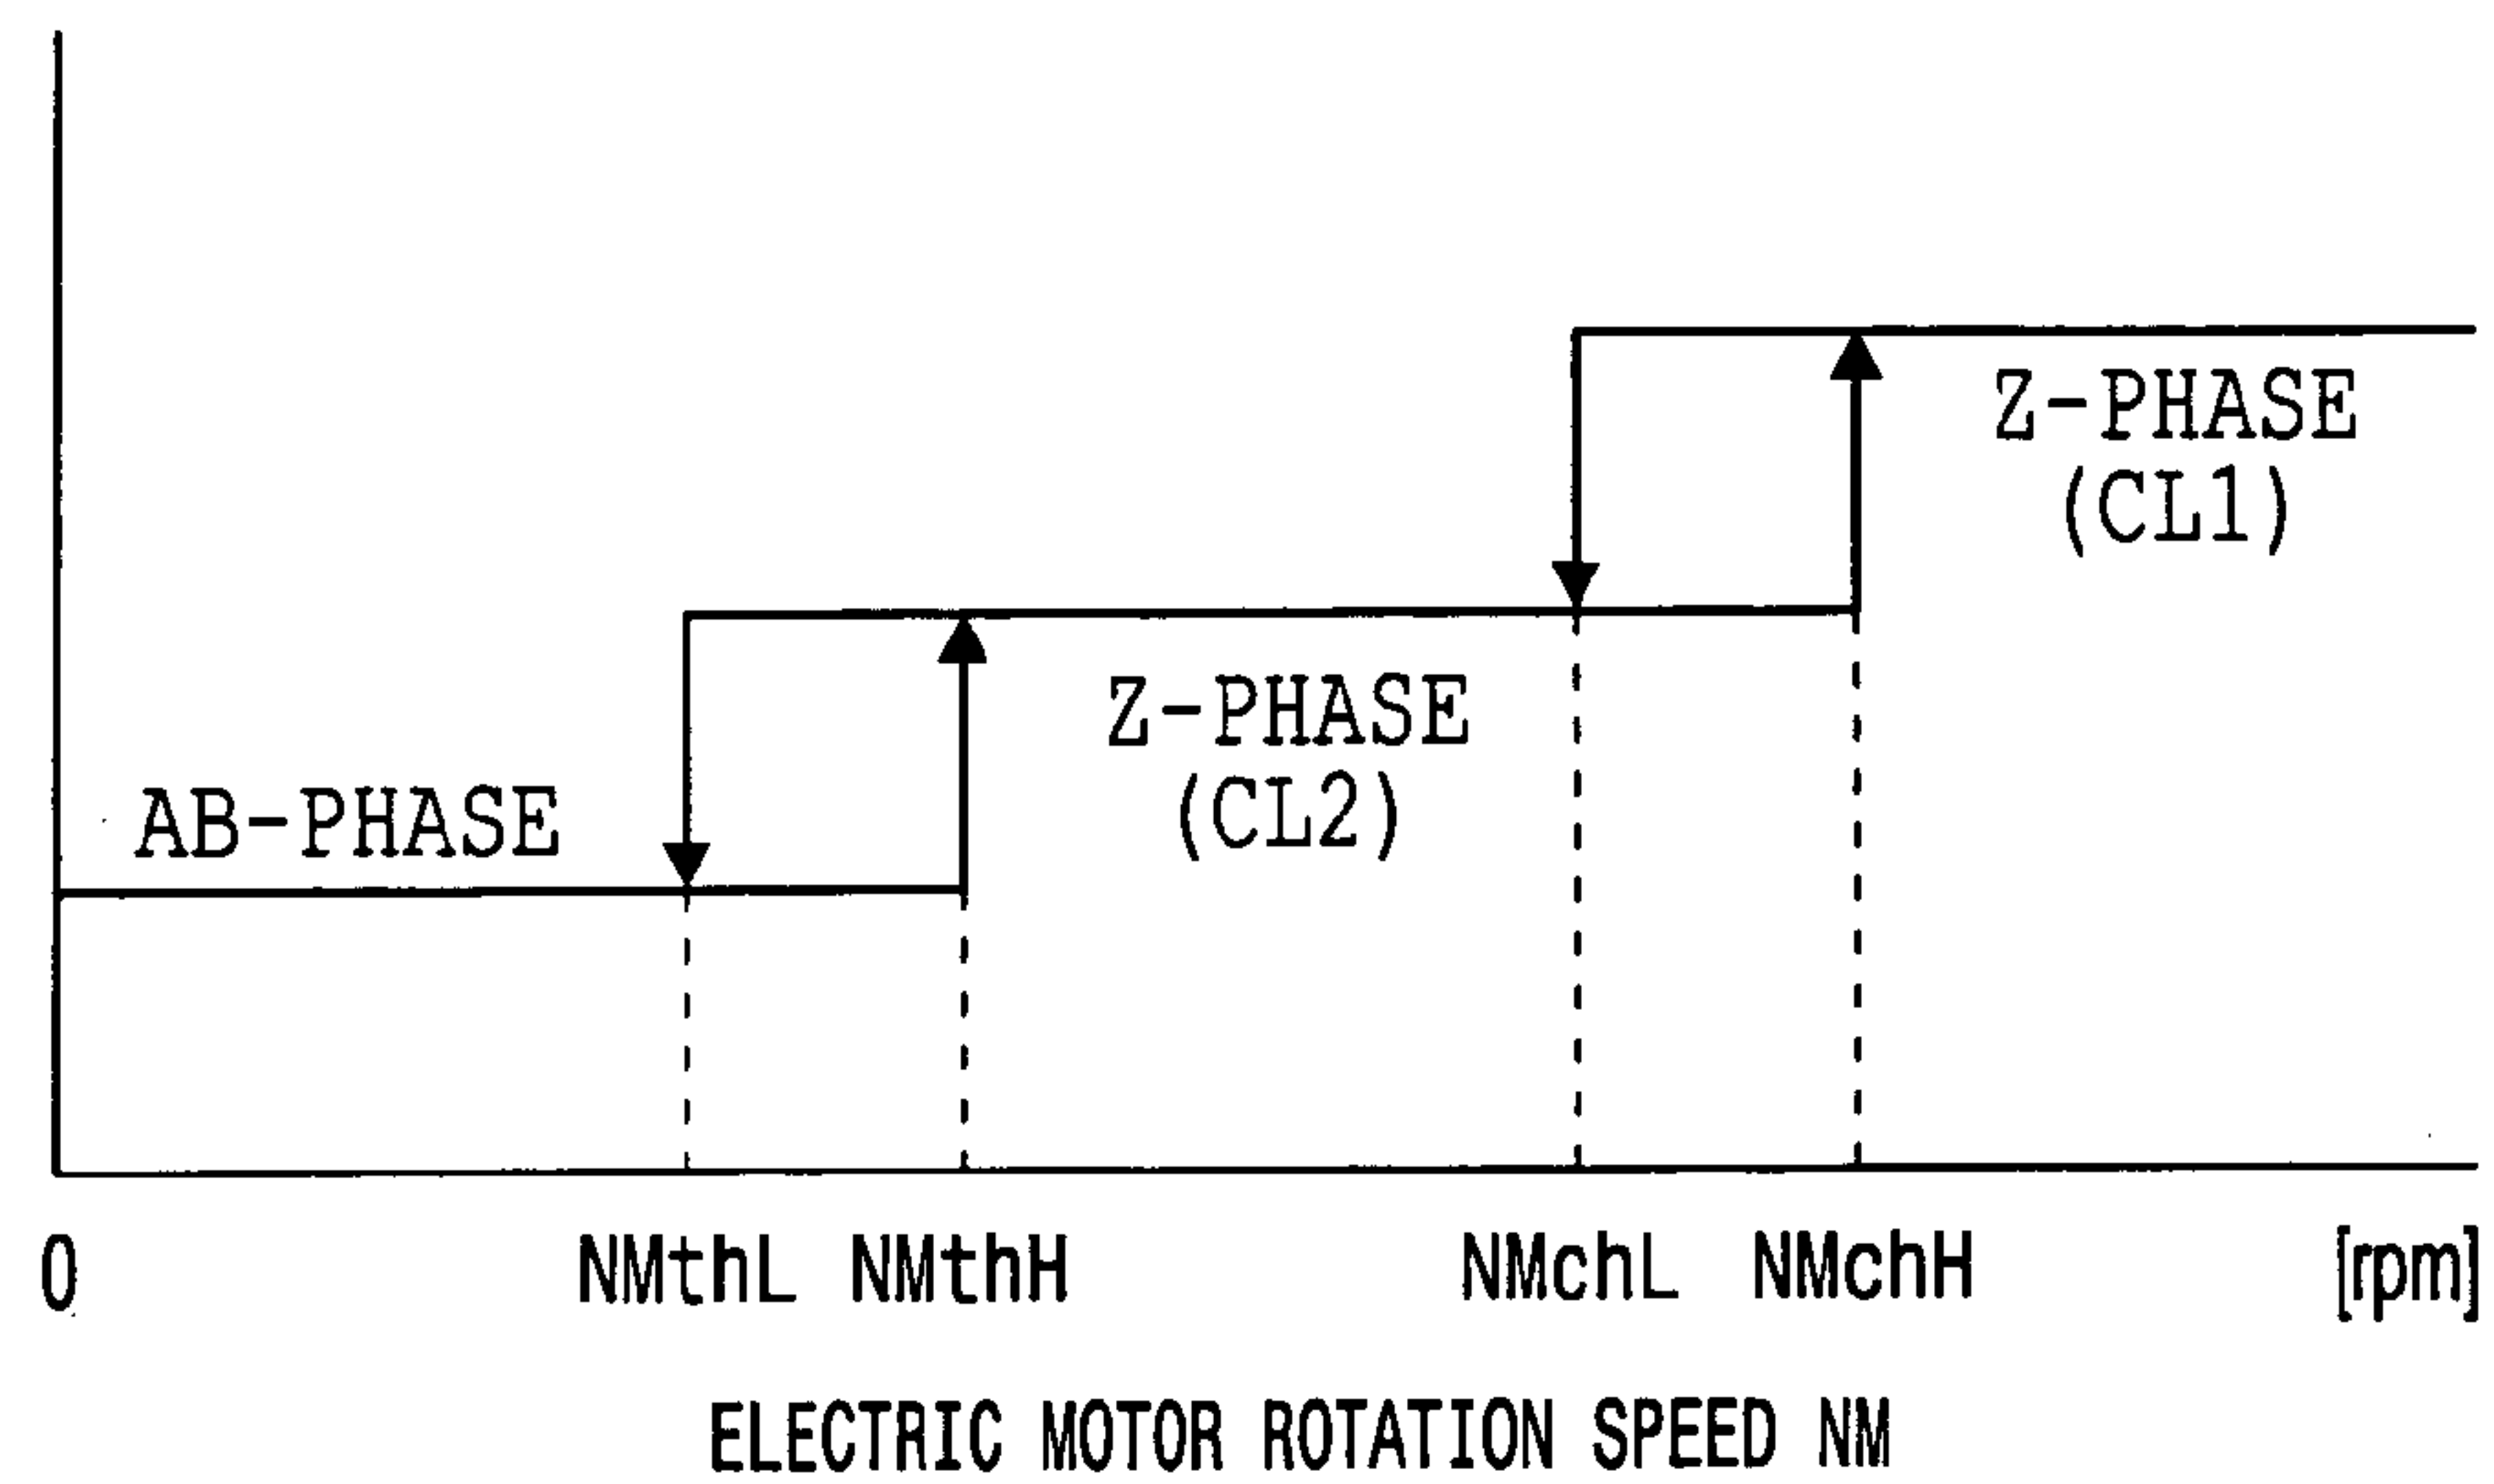 Z-PHASE
(CL1)
Z-PHASE
(CL2)
AB-PHASE
0 NMthL NMthH NMchL NMchH [rpm]
ELECTRIC MOTOR ROTATION SPEED NM